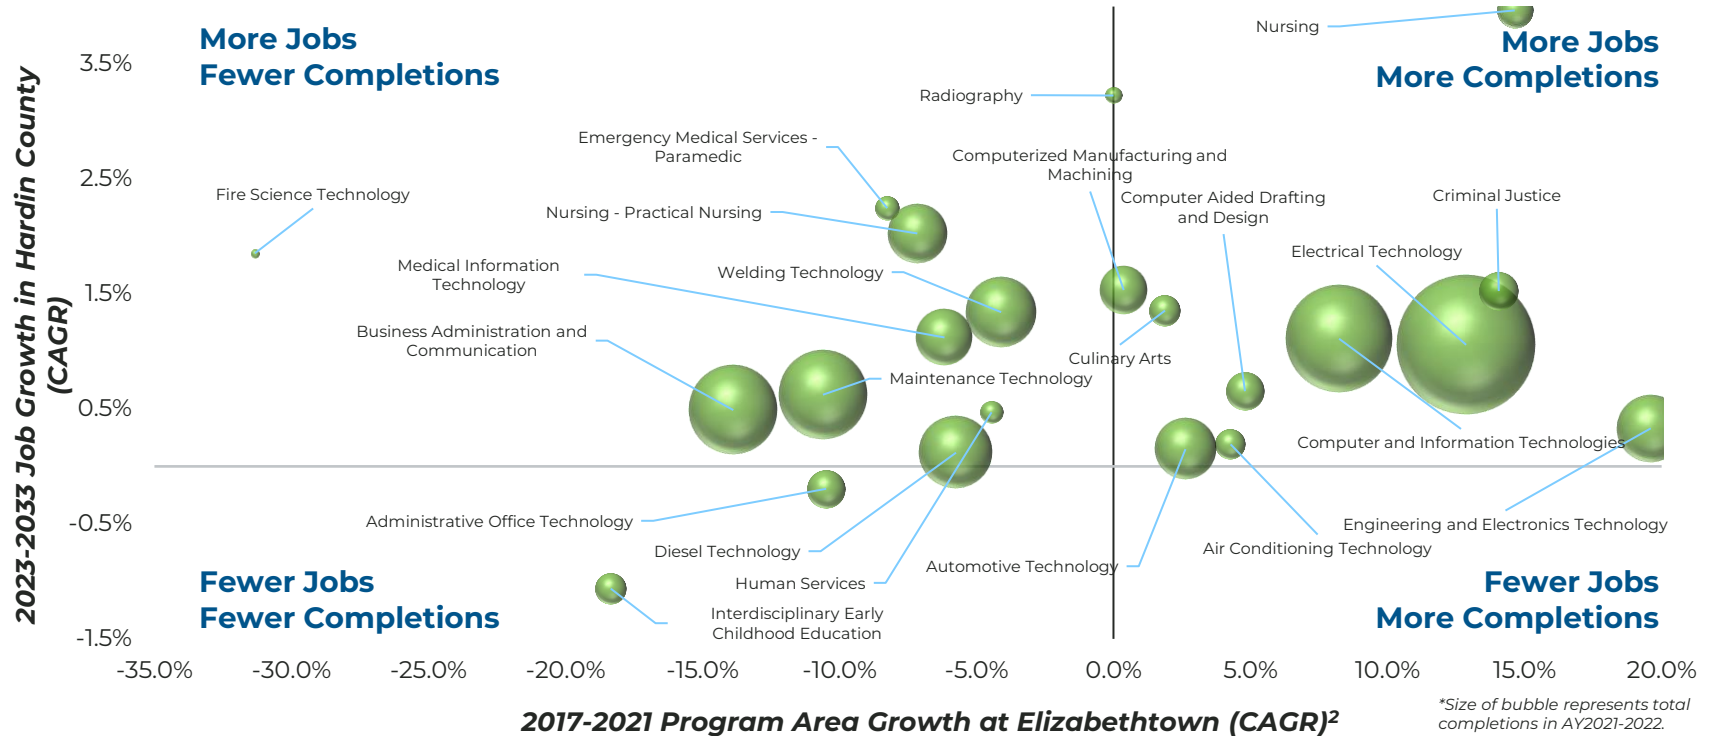 More Jobs
Fewer Completions
More Jobs
More Completions
Nursing
Radiography
Emergency Medical Services -
Paramedic
Computerized Manufacturing and
Machining
Fire Science Technology
Nursing - Practical Nursing
Computer Aided Drafting
and Design
Criminal Justice
Electrical Technology
Medical Information
Technology
Welding Technology
Business Administration and
Communication
Culinary Arts
Maintenance Technology
Computer and Information Technologies
Administrative Office Technology
Engineering and Electronics Technology
Diesel Technology
Air Conditioning Technology
Automotive Technology
Human Services
Interdisciplinary Early
Childhood Education
Fewer Jobs
Fewer Completions
Fewer Jobs
More Completions
2023-2033 Job Growth in Hardin County
(CAGR)
3.5%
2.5%
1.5%
0.5%
-0.5%
-1.5%
-35.0% -30.0% -25.0% -20.0% -15.0% -10.0% -5.0% 0.0% 5.0% 10.0% 15.0% 20.0%
2017-2021 Program Area Growth at Elizabethtown (CAGR)²
*Size of bubble represents total
completions in AY2021-2022.